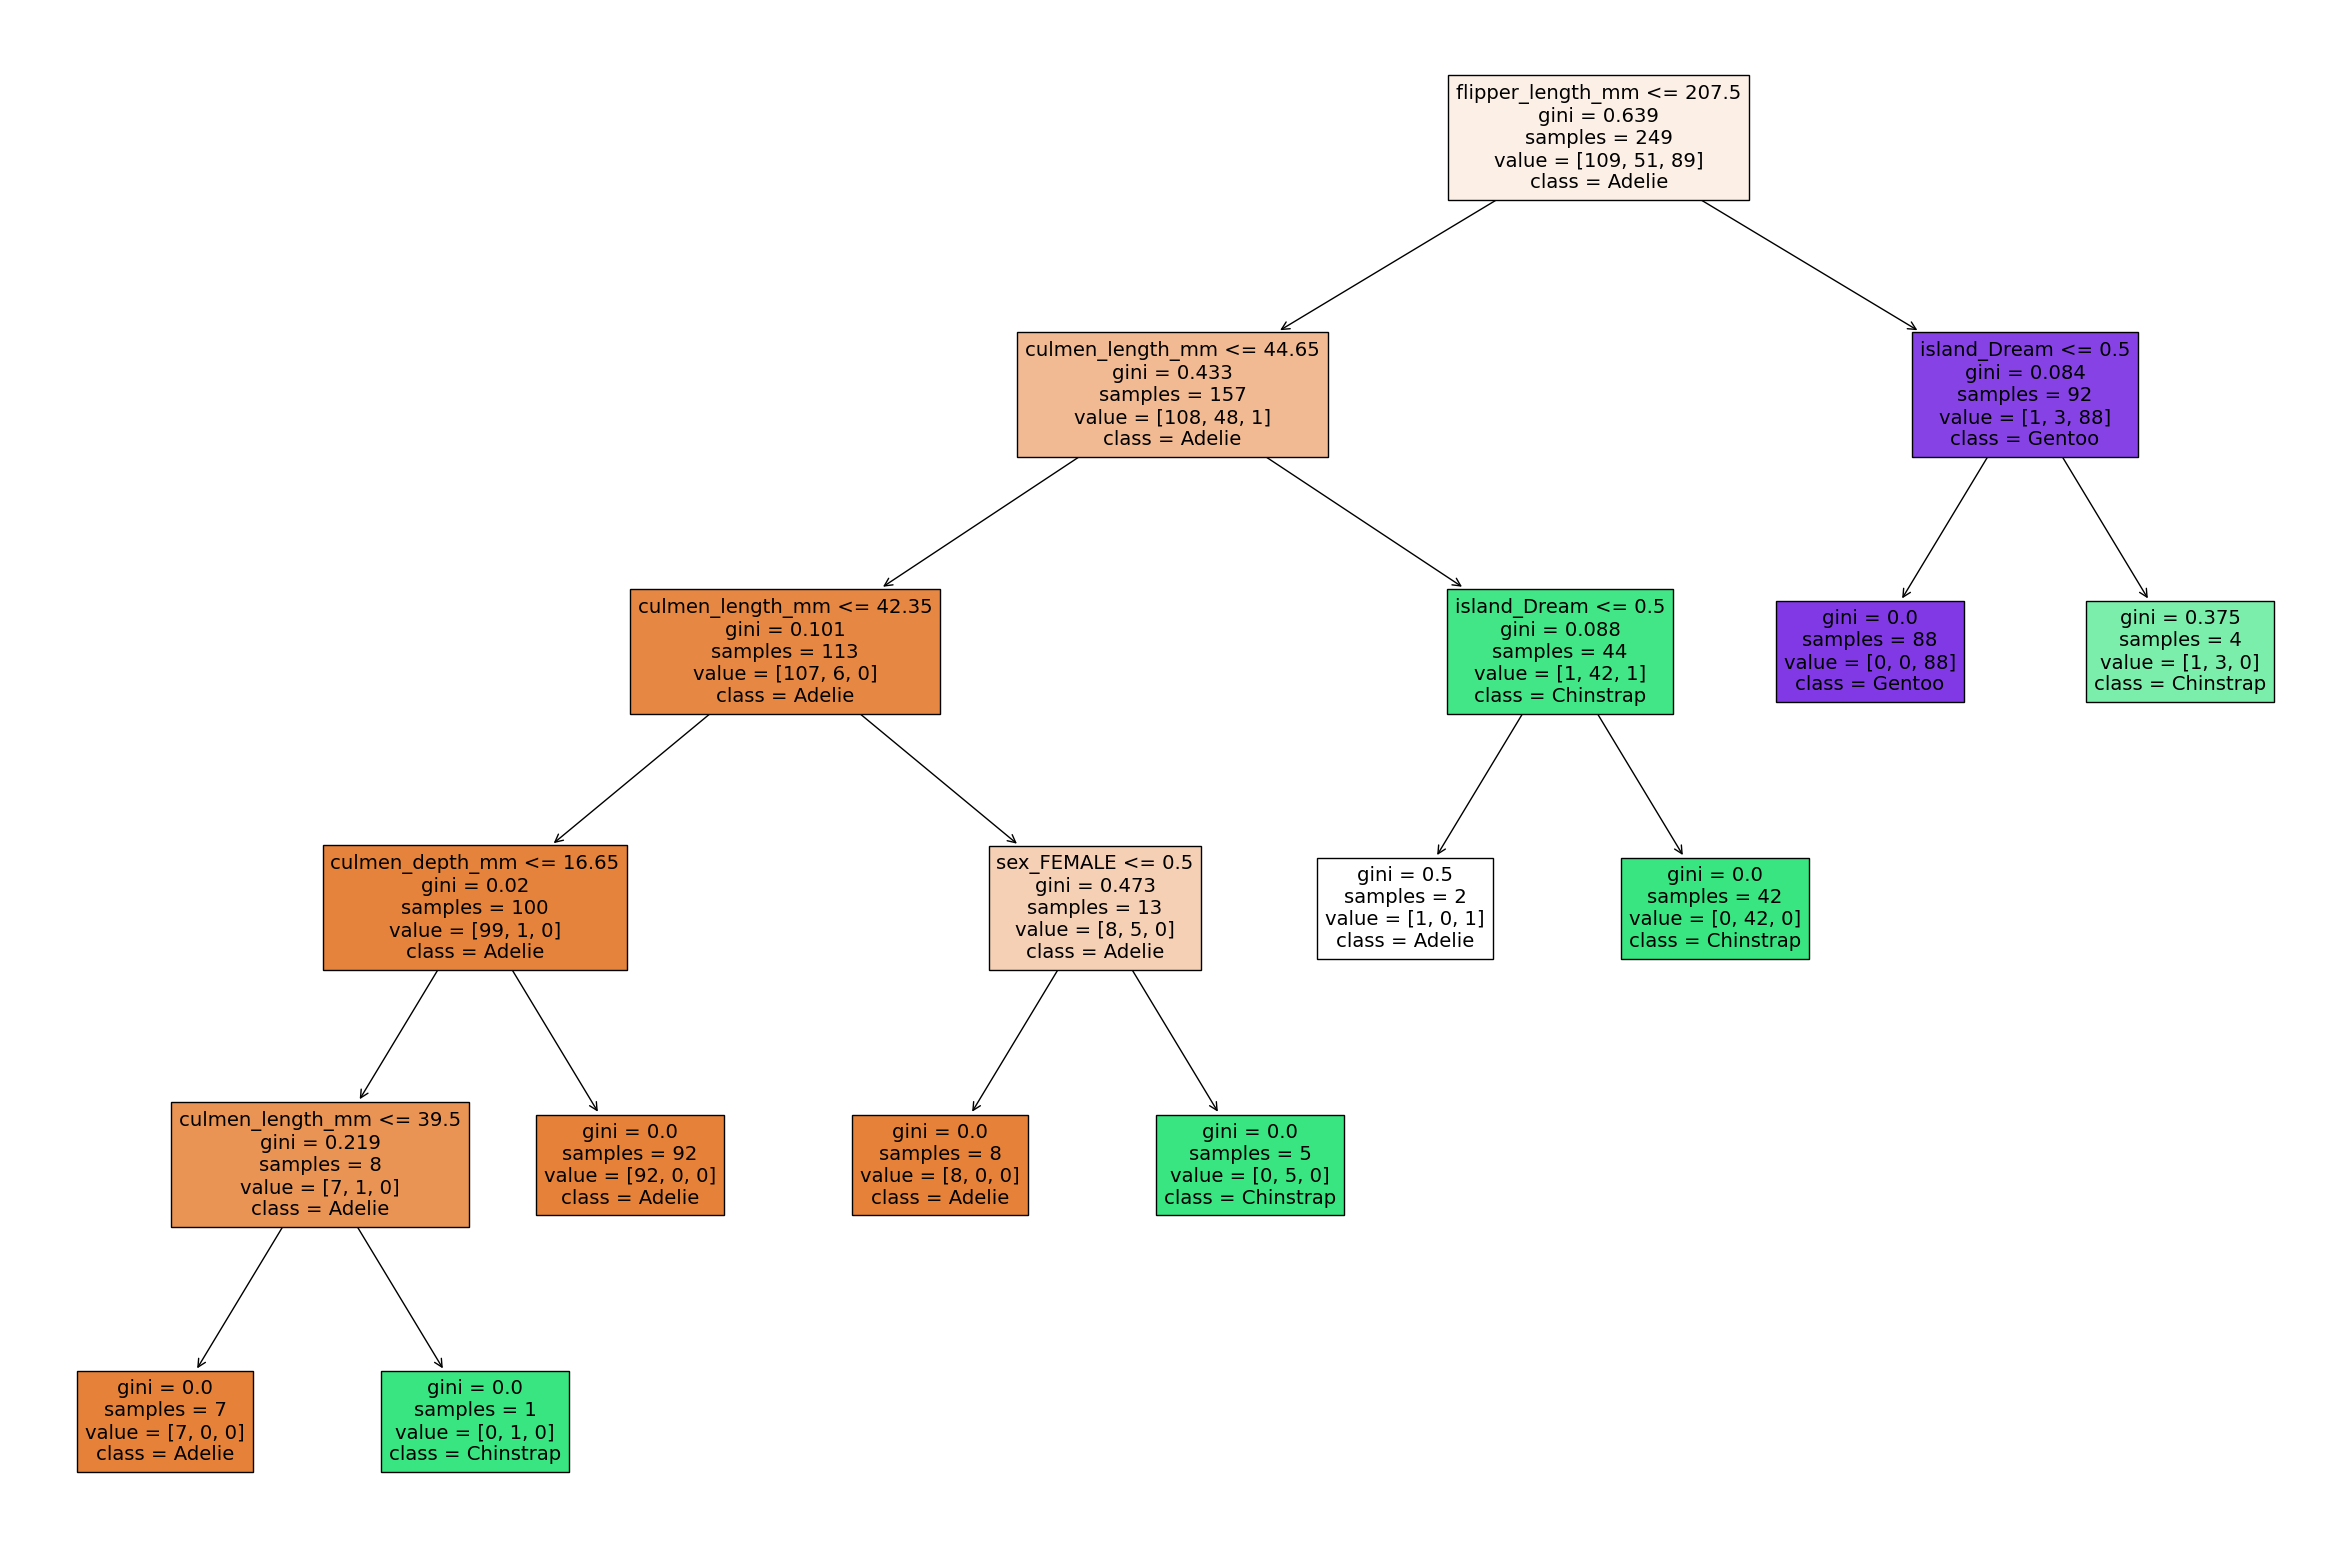 flipper_length_mm <= 207.5
gini = 0.639
samples = 249
value = [109, 51, 89]
class = Adelie
culmen_length_mm <= 44.65
gini = 0.433
samples = 157
value = [108, 48, 1]
class = Adelie
island_Dream <= 0.5
gini = 0.084
samples = 92
value = [1, 3, 88]
class = Gentoo
culmen_length_mm <= 42.35
gini = 0.101
samples = 113
value = [107, 6, 0]
class = Adelie
island_Dream <= 0.5
gini = 0.088
samples = 44
value = [1, 42, 1]
class = Chinstrap
gini = 0.0
samples = 88
value = [0, 0, 88]
class = Gentoo
gini = 0.375
samples = 4
value = [1, 3, 0]
class = Chinstrap
culmen_depth_mm <= 16.65
gini = 0.02
samples = 100
value = [99, 1, 0]
class = Adelie
sex_FEMALE <= 0.5
gini = 0.473
samples = 13
value = [8, 5, 0]
class = Adelie
gini = 0.5
samples = 2
value = [1, 0, 1]
class = Adelie
gini = 0.0
samples = 42
value = [0, 42, 0]
class = Chinstrap
culmen_length_mm <= 39.5
gini = 0.219
samples = 8
value = [7, 1, 0]
class = Adelie
gini = 0.0
samples = 92
value = [92, 0, 0]
class = Adelie
gini = 0.0
samples = 8
value = [8, 0, 0]
class = Adelie
gini = 0.0
samples = 5
value = [0, 5, 0]
class = Chinstrap
gini = 0.0
samples = 7
value = [7, 0, 0]
class = Adelie
gini = 0.0
samples = 1
value = [0, 1, 0]
class = Chinstrap